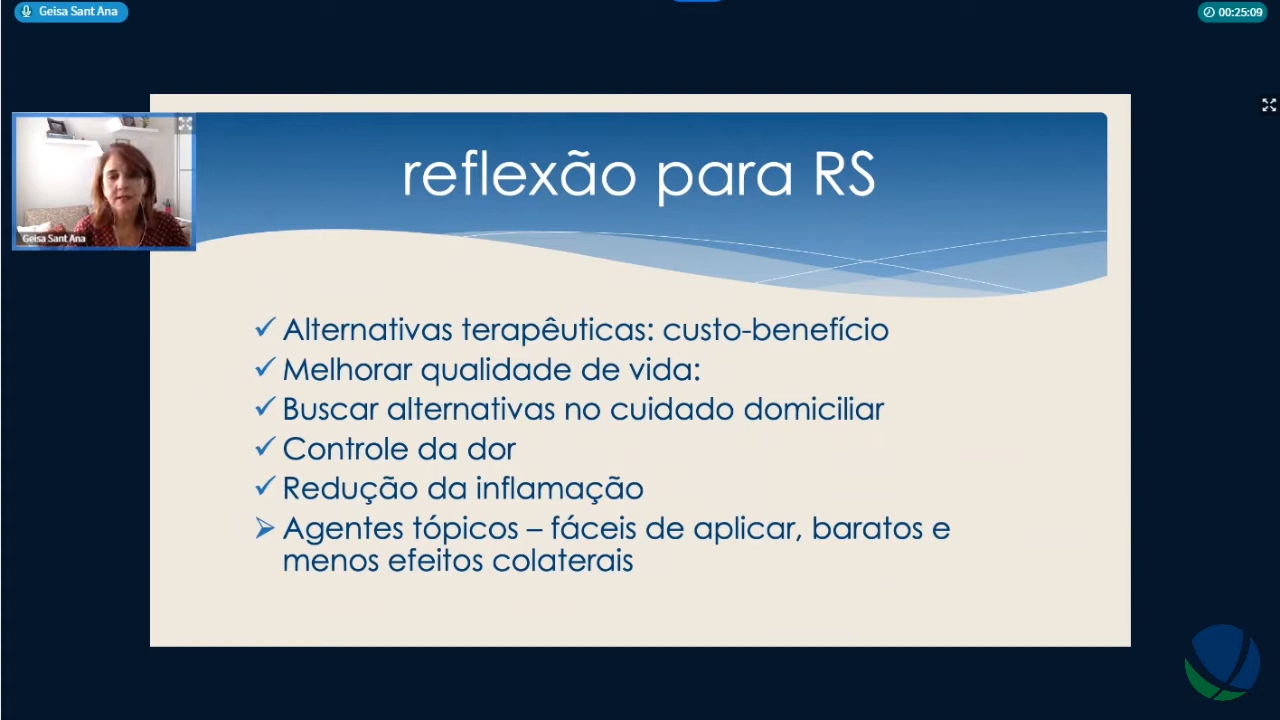 Geisa Sant Ana
00:25:09
reflexão para RS
Geisa Sant Ana
Alternativas terapêuticas: custo-benefício
Melhorar qualidade de vida:
Buscar alternativas no cuidado domiciliar
Controle da dor
Redução da inflamação
Agentes tópicos – fáceis de aplicar, baratos e
menos efeitos colaterais